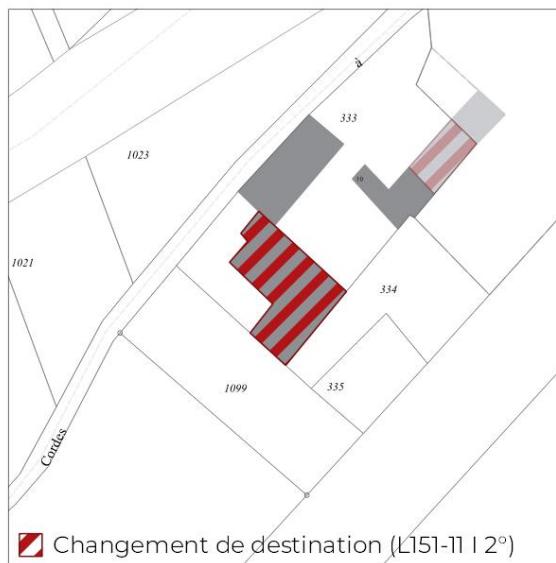 à
333
1023
10
1021
334
1099
335
Cordes
Changement de destination (L151-11 I 2°)